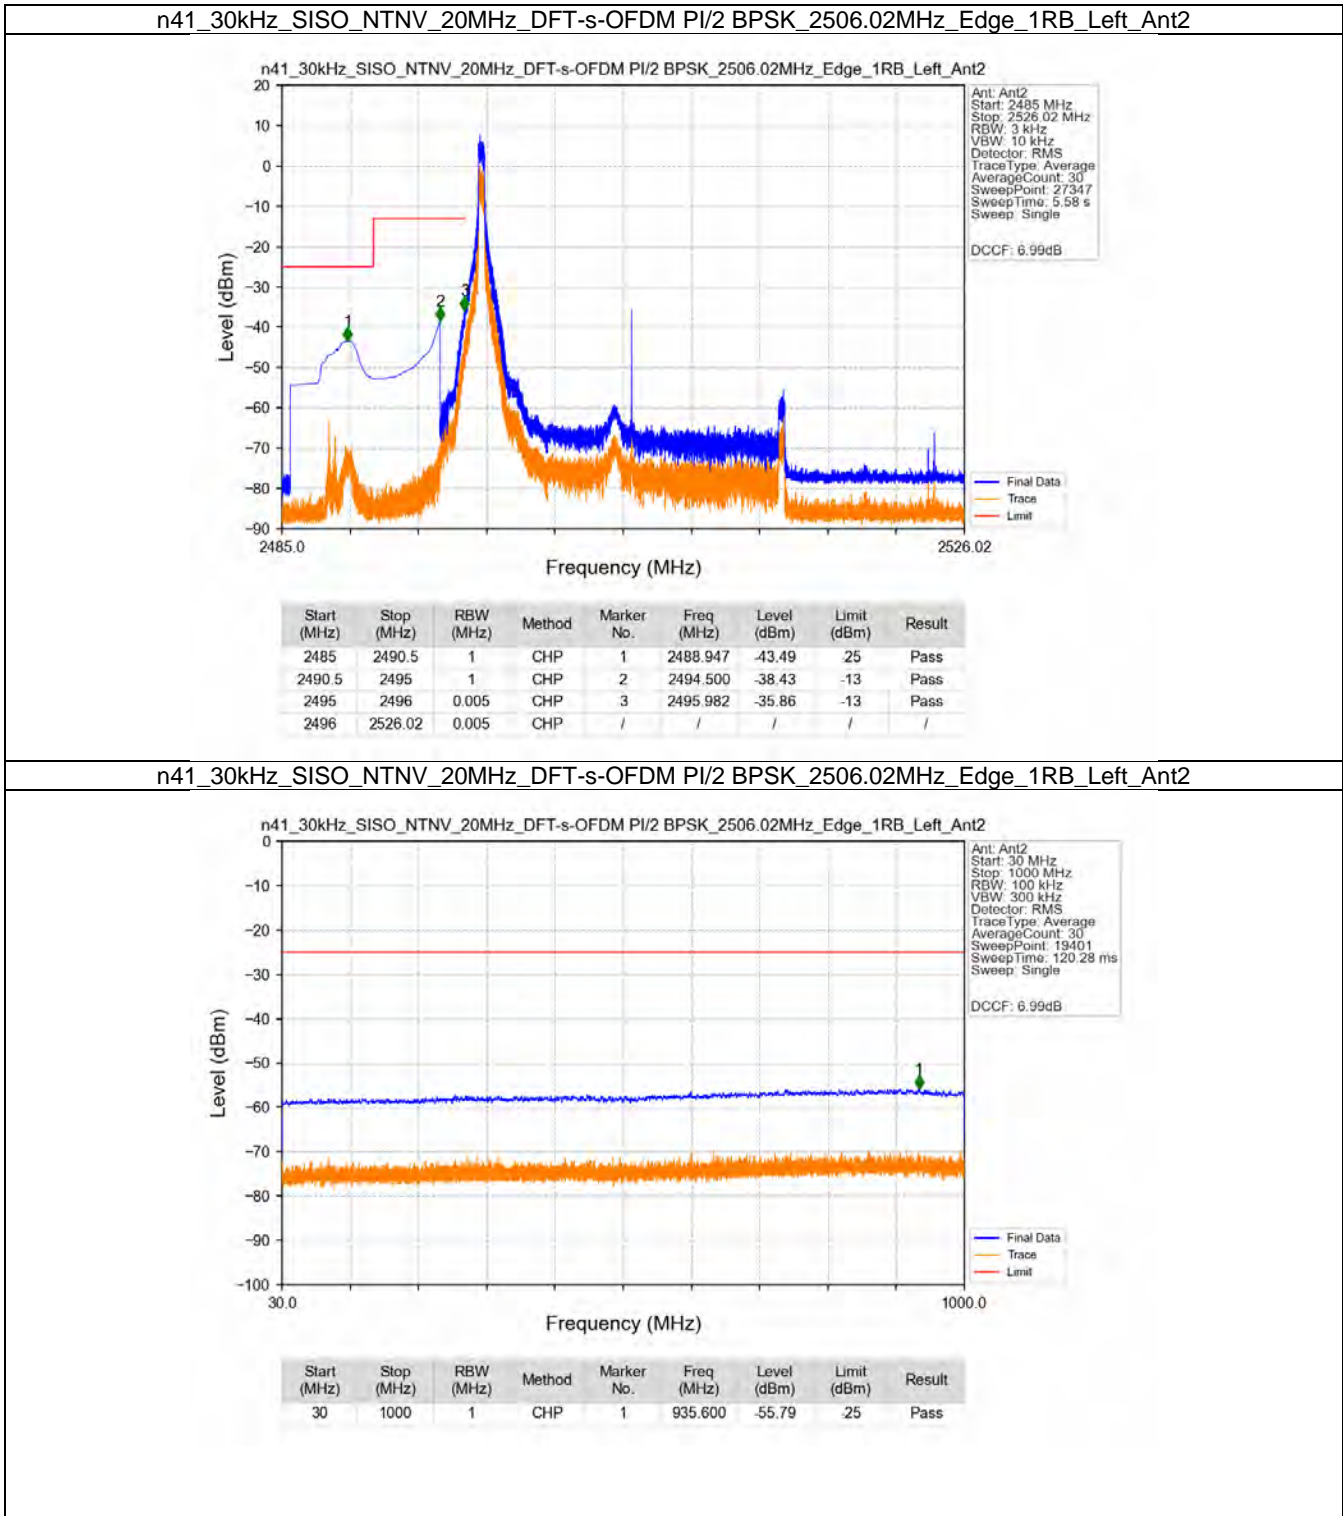 n41_30kHz_SISO_NTNV_20MHz_DFT-s-OFDM PI/2 BPSK_2506.02MHz_Edge_1RB_Left_Ant2
n41_30kHz_SISO_NTNV_20MHz_DFT-s-OFDM PI/2 BPSK_2506.02MHz_Edge_1RB_Left_Ant2
20
10
0
−10
−20
−30
−40
−50
−60
−70
−80
−90
Level (dBm)
1
2
3
2485.0
2526.02
Frequency (MHz)
Ant: Ant2
Start: 2485 MHz
Stop: 2526.02 MHz
RBW: 3 kHz
VBW: 10 kHz
Detector: RMS
TraceType: Average
AverageCount: 30
SweepPoint: 27347
SweepTime: 5.58 s
Sweep: Single
DCCF: 6.99dB
Final Data
Trace
Limit
Start (MHz) Stop (MHz) RBW (MHz) Method Marker No. Freq (MHz) Level (dBm) Limit (dBm) Result
2485 2490.5 1 CHP 1 2488.947 -43.49 -25 Pass
2490.5 2495 1 CHP 2 2494.500 -38.43 -13 Pass
2495 2496 0.005 CHP 3 2495.982 -35.86 -13 Pass
2496 2526.02 0.005 CHP / / / / /
n41_30kHz_SISO_NTNV_20MHz_DFT-s-OFDM PI/2 BPSK_2506.02MHz_Edge_1RB_Left_Ant2
n41_30kHz_SISO_NTNV_20MHz_DFT-s-OFDM PI/2 BPSK_2506.02MHz_Edge_1RB_Left_Ant2
0
−10
−20
−30
−40
−50
−60
−70
−80
−90
−100
Level (dBm)
1
30.0
1000.0
Frequency (MHz)
Ant: Ant2
Start: 30 MHz
Stop: 1000 MHz
RBW: 100 kHz
VBW: 300 kHz
Detector: RMS
TraceType: Average
AverageCount: 30
SweepPoint: 19401
SweepTime: 120.28 ms
Sweep: Single
DCCF: 6.99dB
Final Data
Trace
Limit
Start (MHz) Stop (MHz) RBW (MHz) Method Marker No. Freq (MHz) Level (dBm) Limit (dBm) Result
30 1000 1 CHP 1 935.600 -55.79 -25 Pass